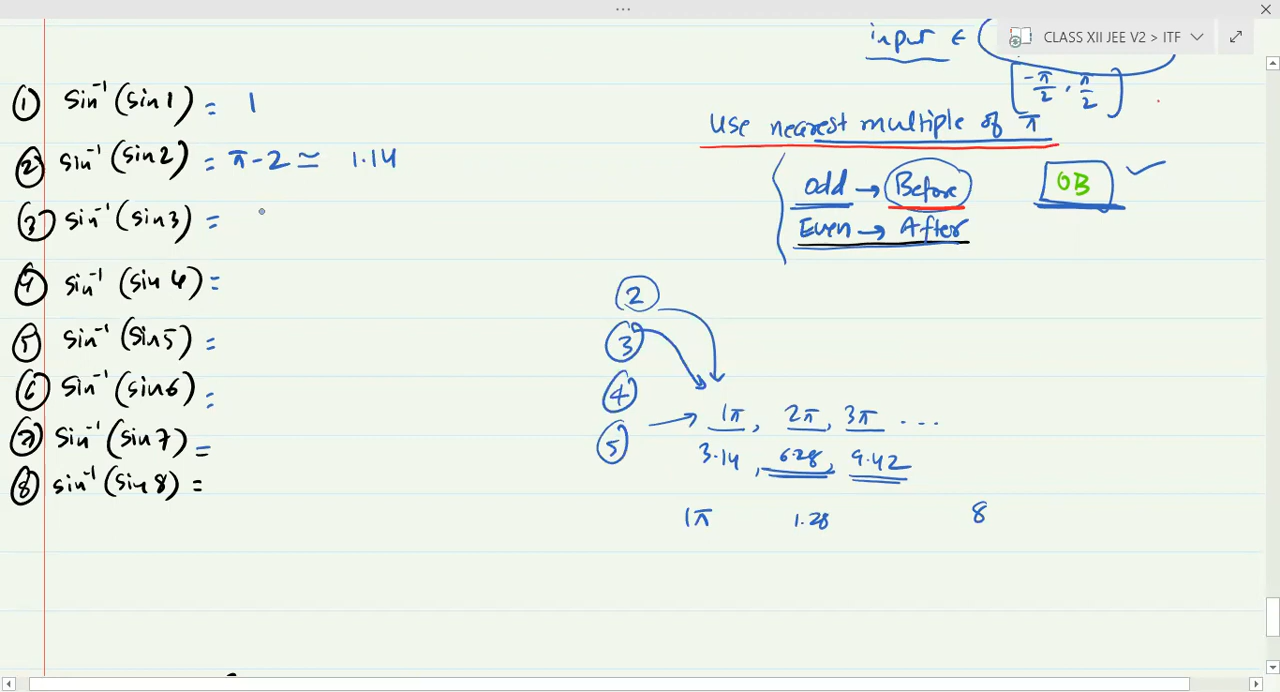 ...
CLASS XII JEE V2 > ITF
input ∈
[-π/2, π/2]
① sin⁻¹(sin1) = 1
Use nearest multiple of π
② sin⁻¹(sin2) = π-2 ≃ 1.14
Odd → Before
OB ✓
③ sin⁻¹(sin3) =
Even → After
④ sin⁻¹(sin4) =
⑤ sin⁻¹(sin5) =
⑥ sin⁻¹(sin6) =
⑦ sin⁻¹(sin7) =
⑧ sin⁻¹(sin8) =
②
③
④
⑤ → 1π, 2π, 3π ...
3.14, 6.28, 9.42
1π 1.28 8